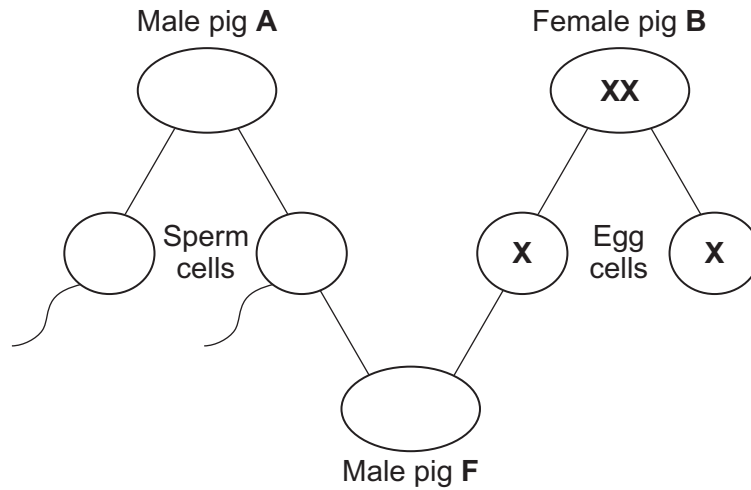 Male pig A
Female pig B
XX
Sperm
cells
X
Egg
cells
X
Male pig F